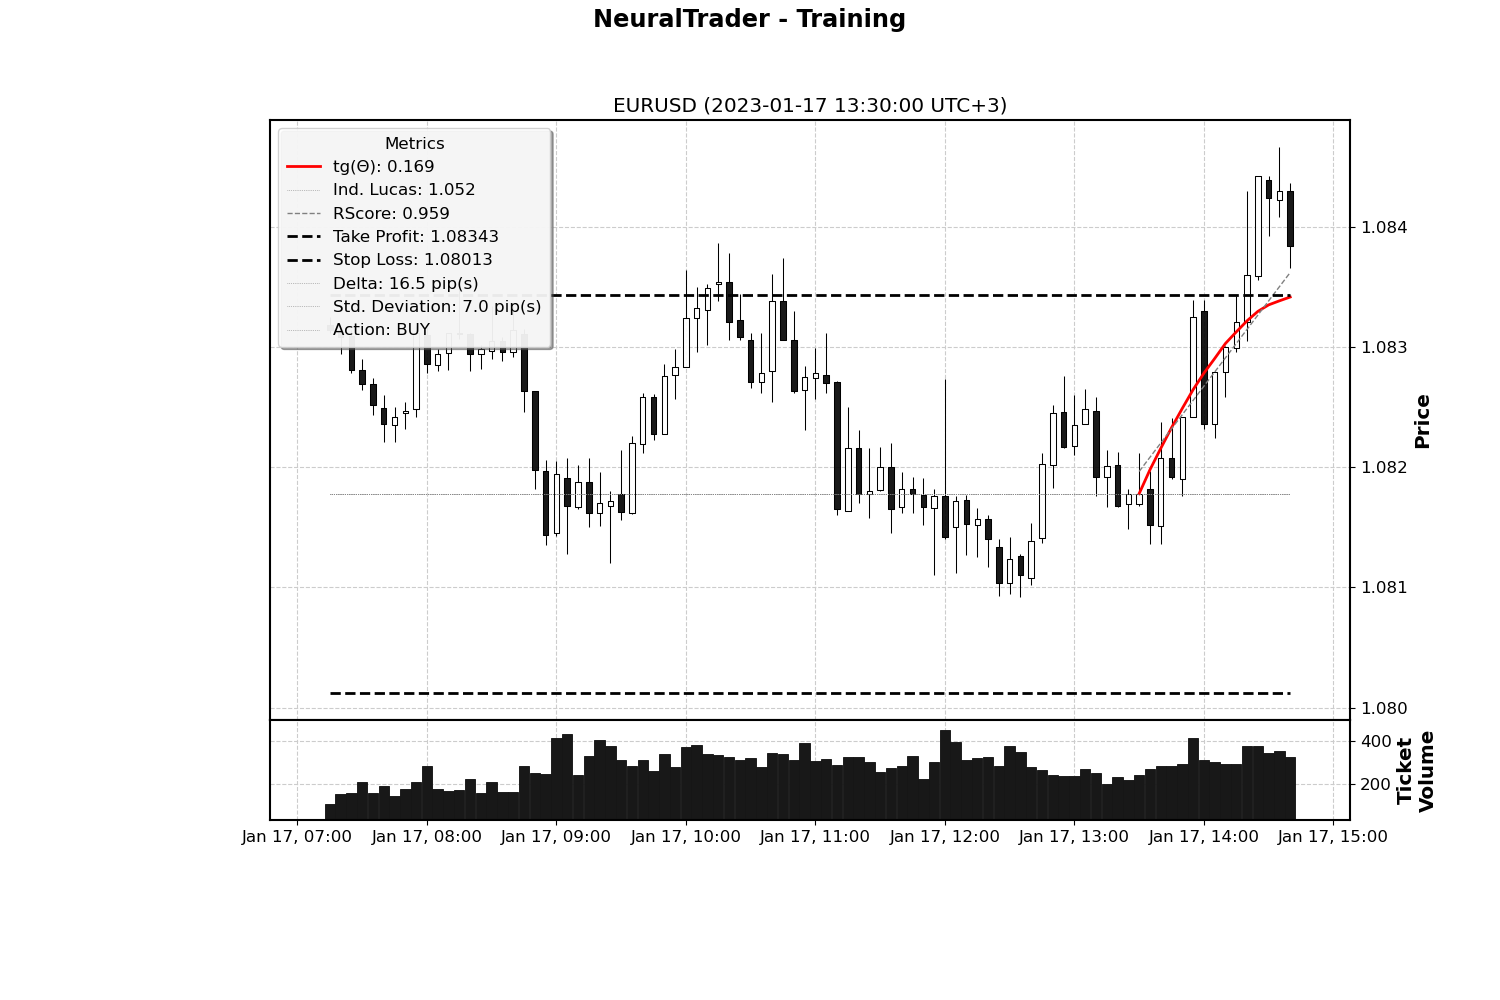 NeuralTrader - Training
EURUSD (2023-01-17 13:30:00 UTC+3)
Metrics
tg(Θ): 0.169
Ind. Lucas: 1.052
RScore: 0.959
Take Profit: 1.08343
Stop Loss: 1.08013
Delta: 16.5 pip(s)
Std. Deviation: 7.0 pip(s)
Action: BUY
1.084
1.083
1.082
1.081
1.080
Price
400
200
Ticket
Volume
Jan 17, 07:00
Jan 17, 08:00
Jan 17, 09:00
Jan 17, 10:00
Jan 17, 11:00
Jan 17, 12:00
Jan 17, 13:00
Jan 17, 14:00
Jan 17, 15:00